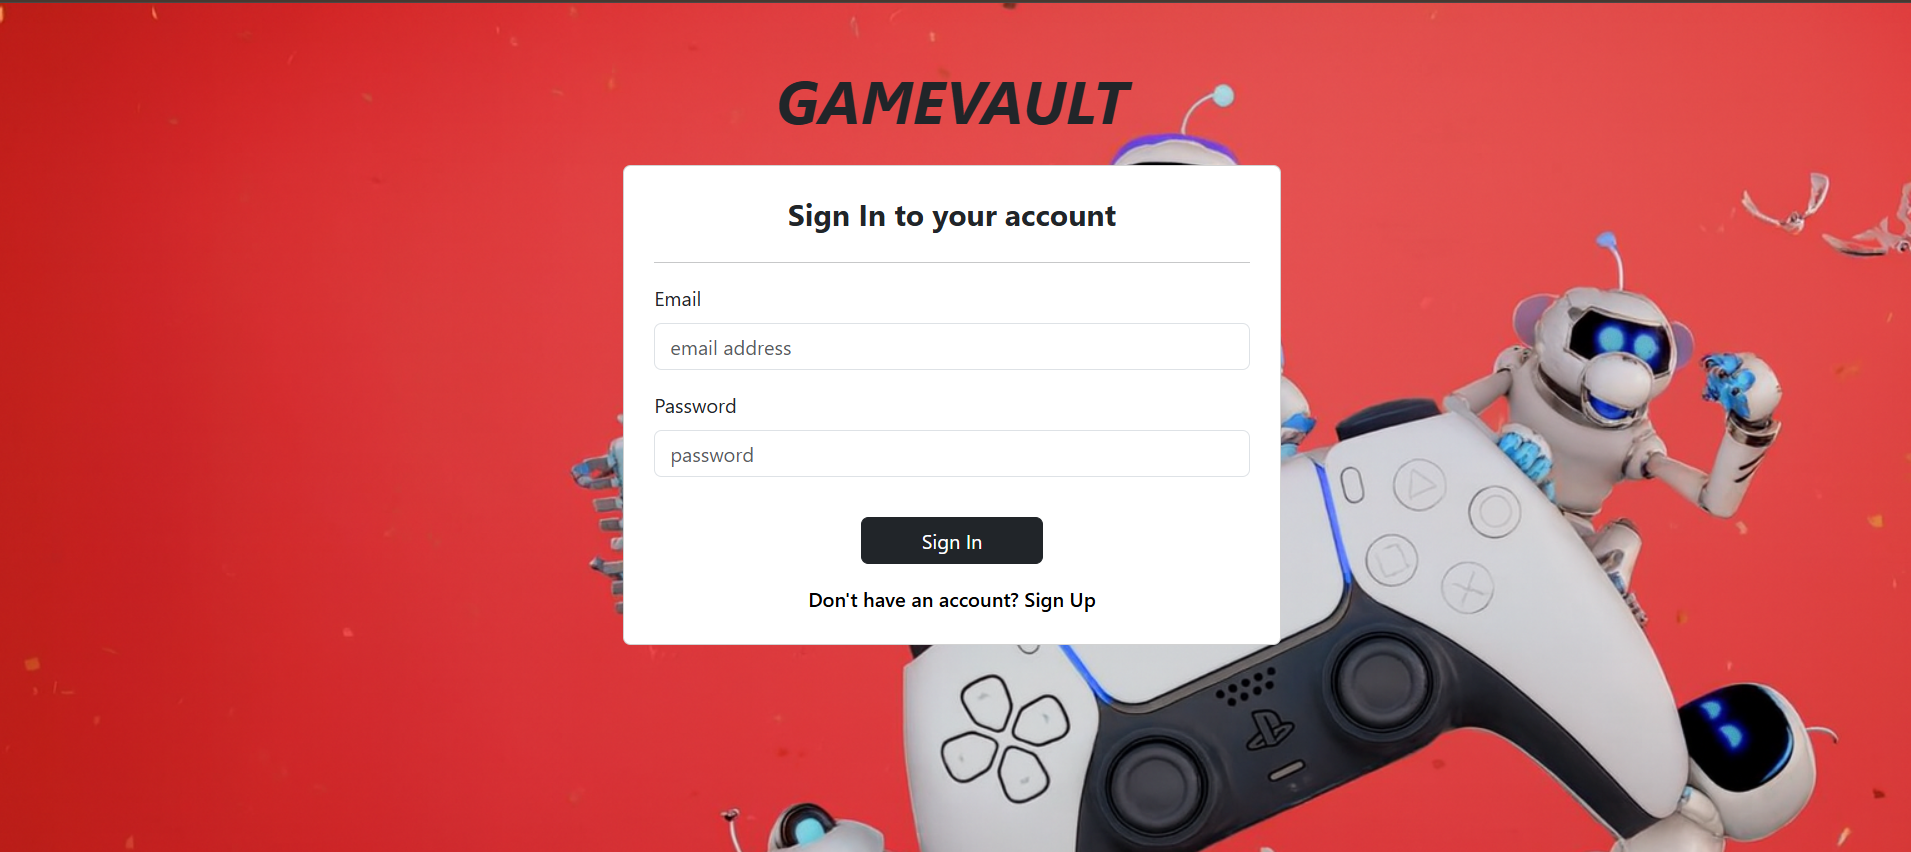 GAMEVAULT
Sign In to your account
Email
email address
Password
password
Sign In
Don't have an account? Sign Up